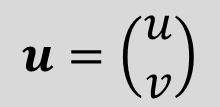 𝒖 = (𝑢
𝑣)